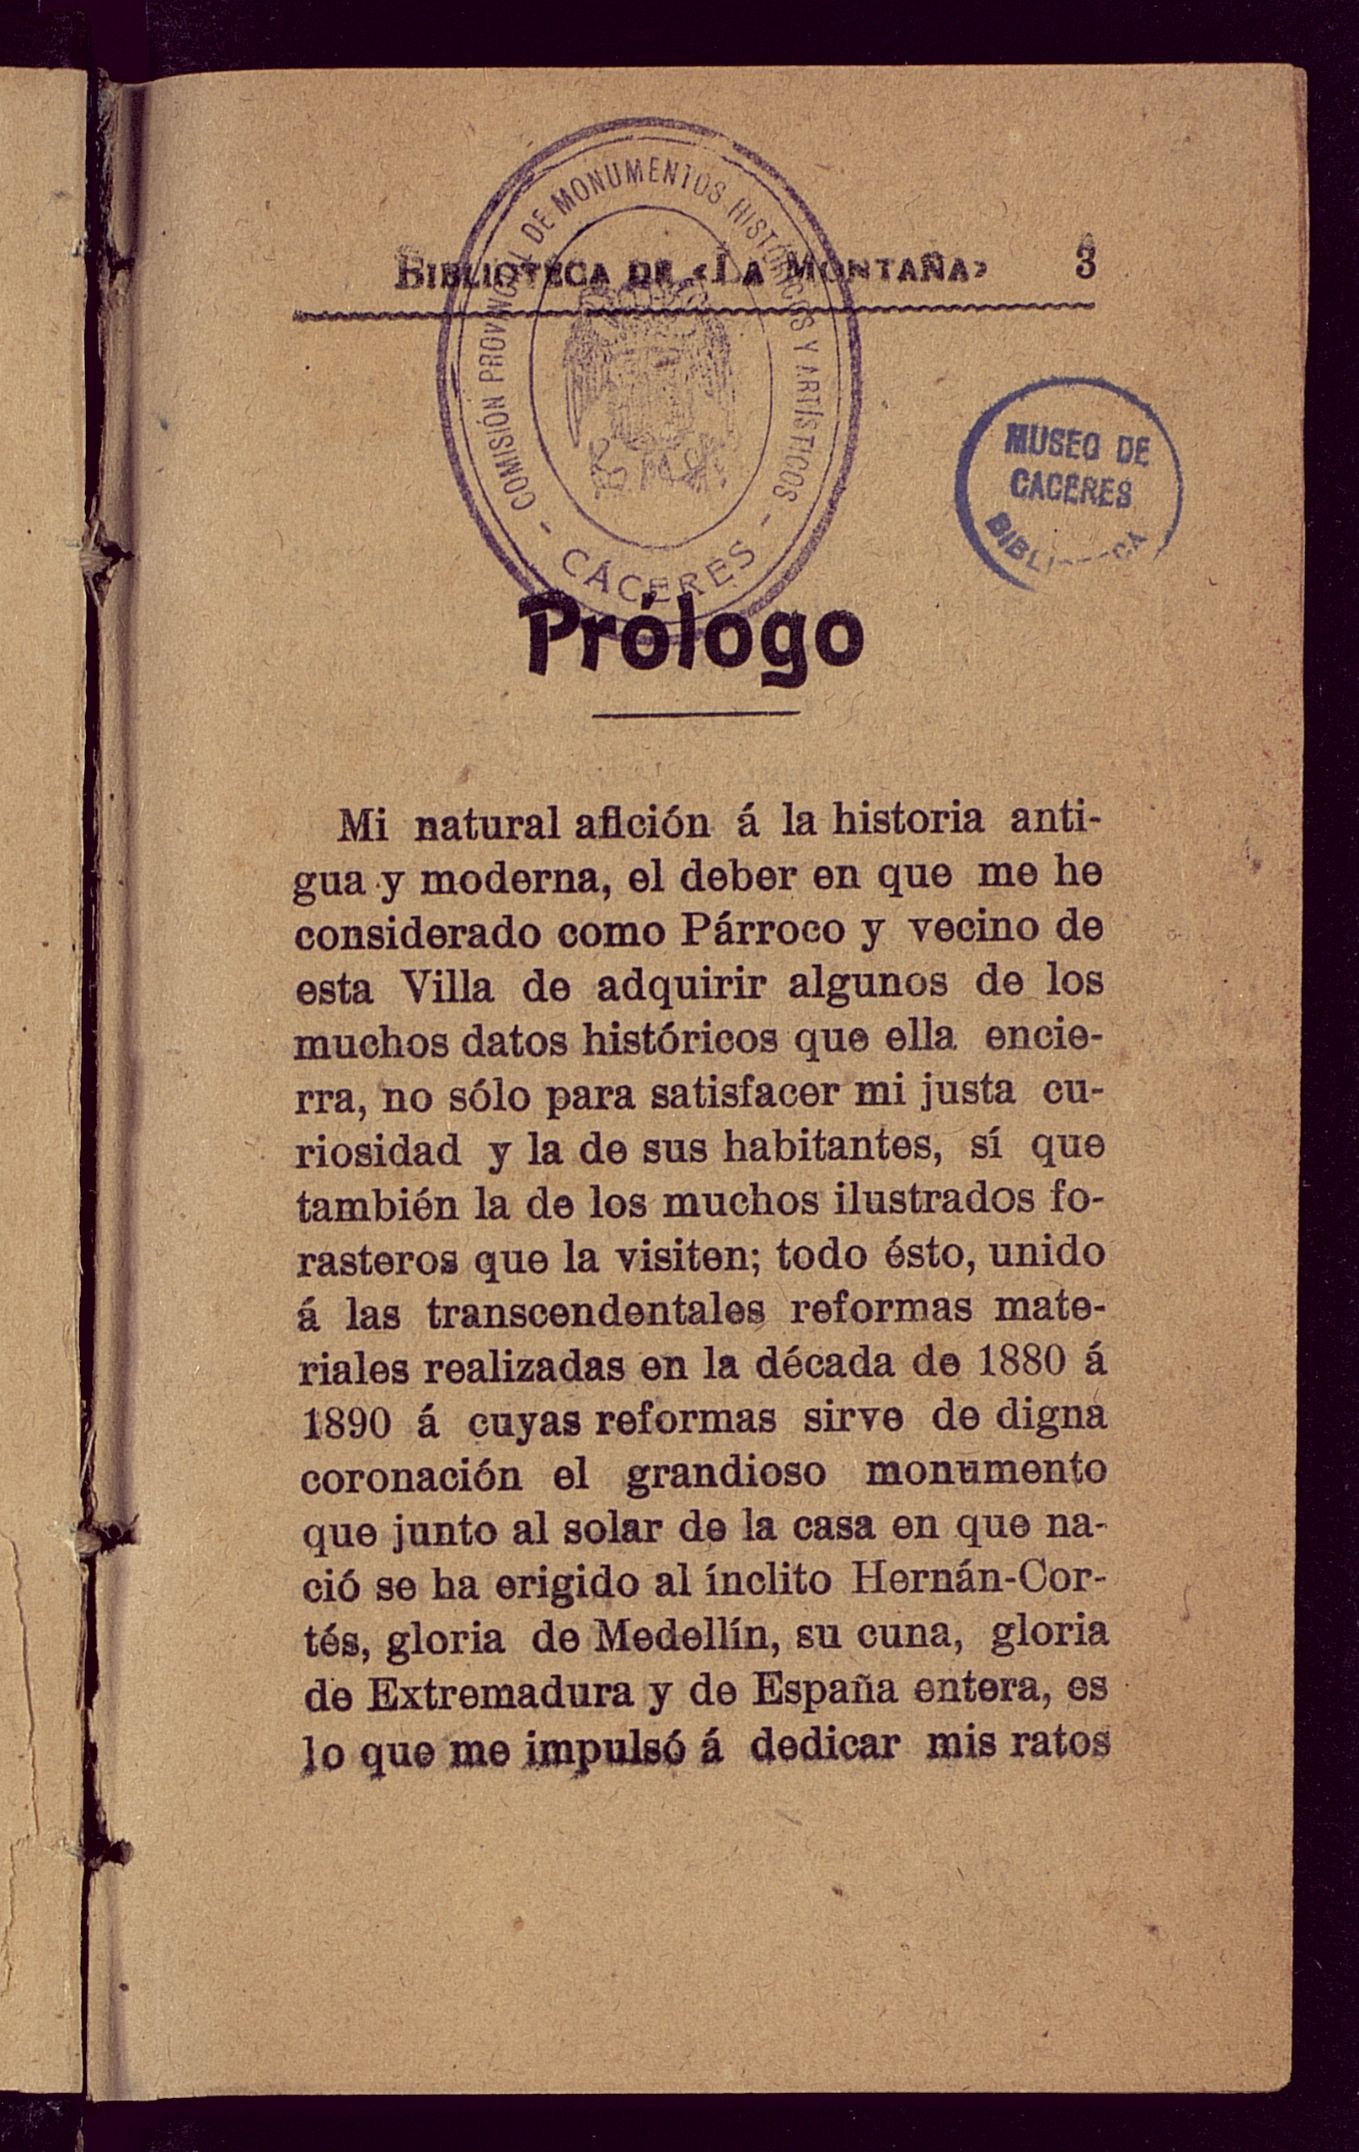 COMISIÓN PROVINCIAL DE MONUMENTOS HISTÓRICOS Y ARTÍSTICOS
- CÁCERES -
BIBLIOTECA DE «LA MONTAÑA» 3
MUSEO DE
CACERES
Prólogo
Mi natural afición á la historia anti-
gua y moderna, el deber en que me he
considerado como Párroco y vecino de
esta Villa de adquirir algunos de los
muchos datos históricos que ella encie-
rra, no sólo para satisfacer mi justa cu-
riosidad y la de sus habitantes, sí que
también la de los muchos ilustrados fo-
rasteros que la visiten; todo ésto, unido
á las transcendentales reformas mate-
riales realizadas en la década de 1880 á
1890 á cuyas reformas sirve de digna
coronación el grandioso monumento
que junto al solar de la casa en que na-
ció se ha erigido al ínclito Hernán-Cor-
tés, gloria de Medellín, su cuna, gloria
de Extremadura y de España entera, es
lo que me impulsó á dedicar mis ratos